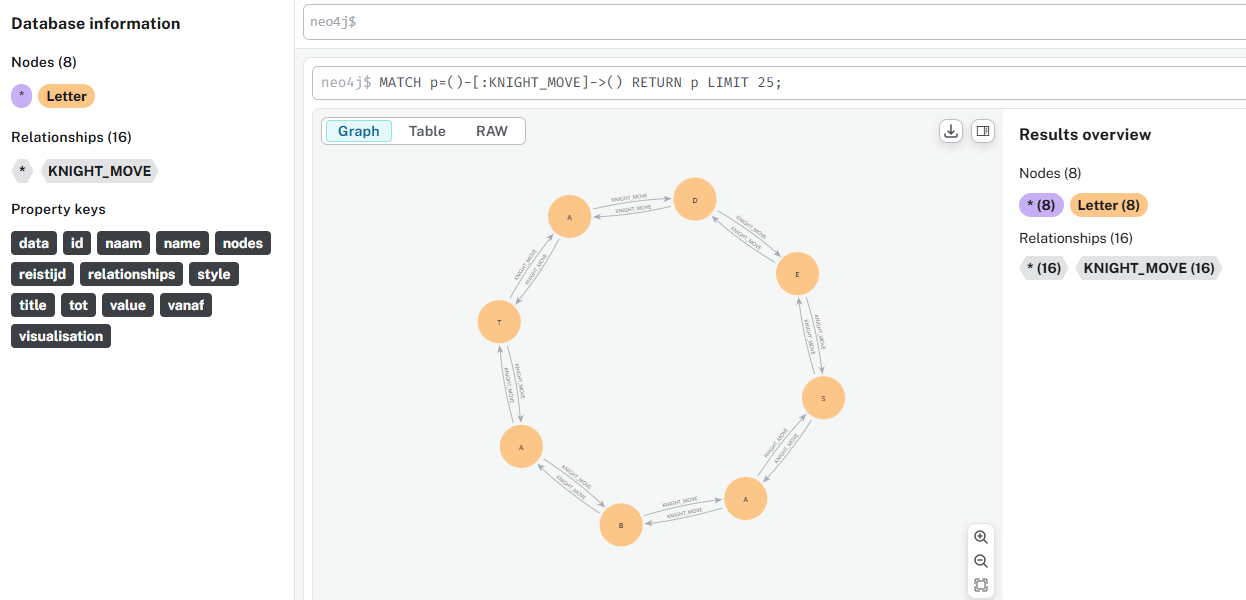 Database information
Nodes (8)
* Letter
Relationships (16)
* KNIGHT_MOVE
Property keys
data id naam name nodes
reistijd relationships style
title tot value vanaf
visualisation
neo4j$
neo4j$ MATCH p=()-[:KNIGHT_MOVE]->() RETURN p LIMIT 25;
Graph Table RAW
A
KNIGHT_MOVE
KNIGHT_MOVE
D
KNIGHT_MOVE
KNIGHT_MOVE
E
KNIGHT_MOVE
KNIGHT_MOVE
S
KNIGHT_MOVE
KNIGHT_MOVE
A
KNIGHT_MOVE
KNIGHT_MOVE
B
KNIGHT_MOVE
KNIGHT_MOVE
A
KNIGHT_MOVE
KNIGHT_MOVE
T
KNIGHT_MOVE
KNIGHT_MOVE
Results overview
Nodes (8)
* (8) Letter (8)
Relationships (16)
* (16) KNIGHT_MOVE (16)